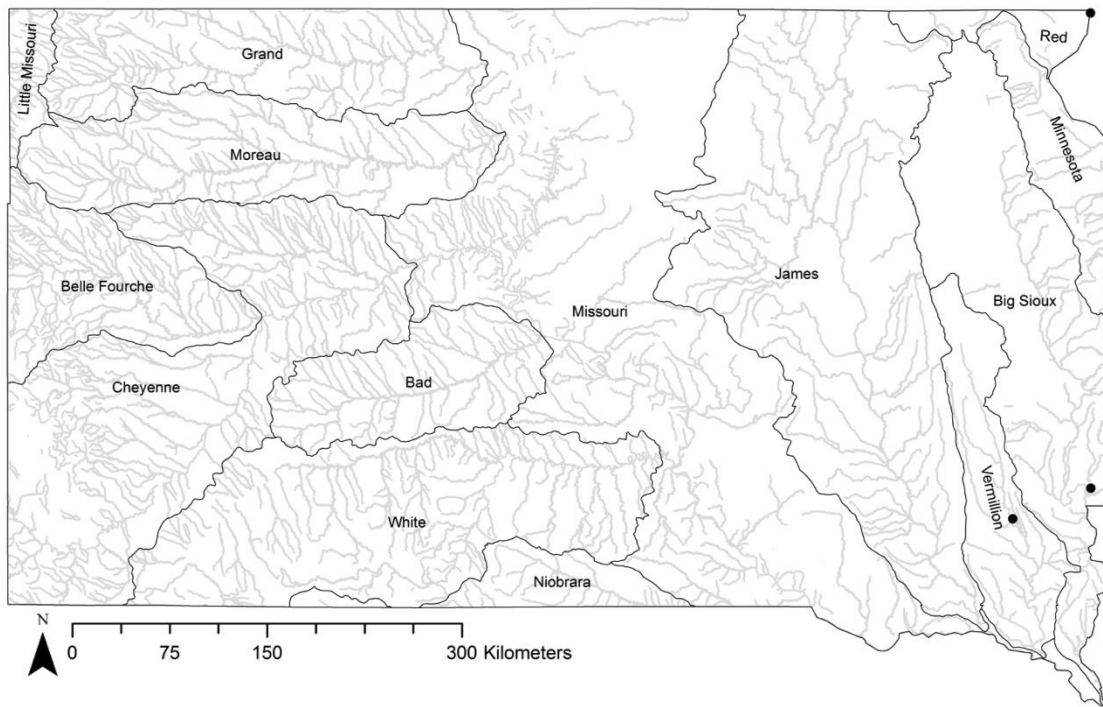 Red
Grand
Little Missouri
Minnesota
Moreau
James
Belle Fourche
Big Sioux
Missouri
Cheyenne
Bad
Vermillion
White
Niobrara
N
0 75 150 300 Kilometers